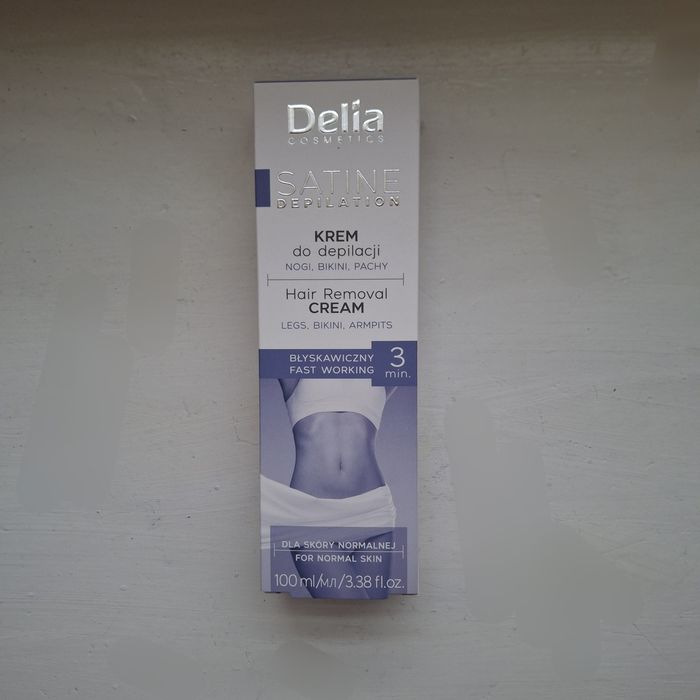 Delia
COSMETICS
SATINE
DEPILATION
KREM
do depilacji
NOGI, BIKINI, PACHY
Hair Removal
CREAM
LEGS, BIKINI, ARMPITS
BŁYSKAWICZNY
FAST WORKING
3
min.
DLA SKÓRY NORMALNEJ
FOR NORMAL SKIN
100 ml/мл/3.38 fl.oz.